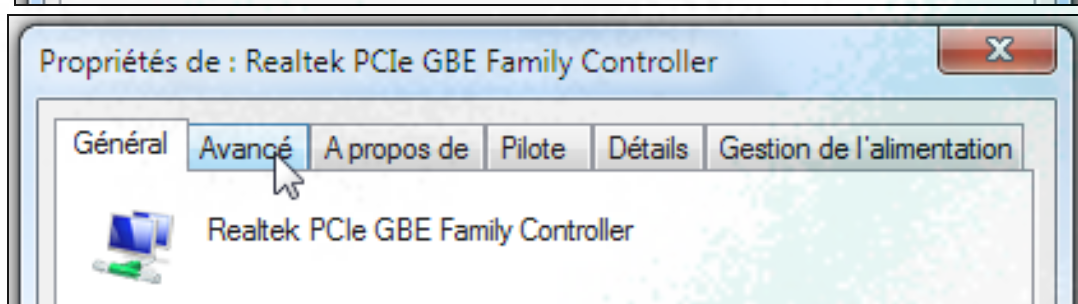 Propriétés de : Realtek PCIe GBE Family Controller
Général Avancé A propos de Pilote Détails Gestion de l'alimentation
Realtek PCIe GBE Family Controller